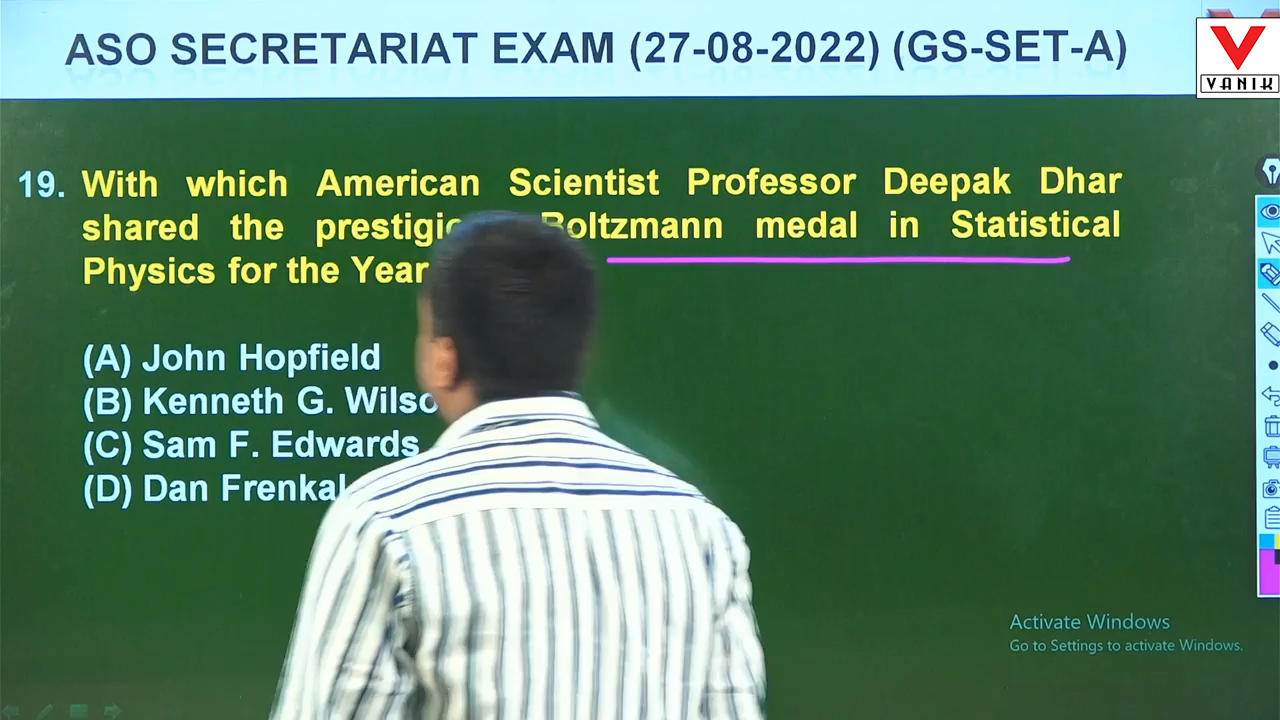 ASO SECRETARIAT EXAM (27-08-2022) (GS-SET-A)
VANIK
19. With which American Scientist Professor Deepak Dhar
shared the Boltzmann medal in Statistical
Physics for the Year
(A) John Hopfield
(B) Kenneth G.
(C) Sam F. Edwards
(D) Dan Frenkal
Activate Windows
Go to Settings to activate Windows.